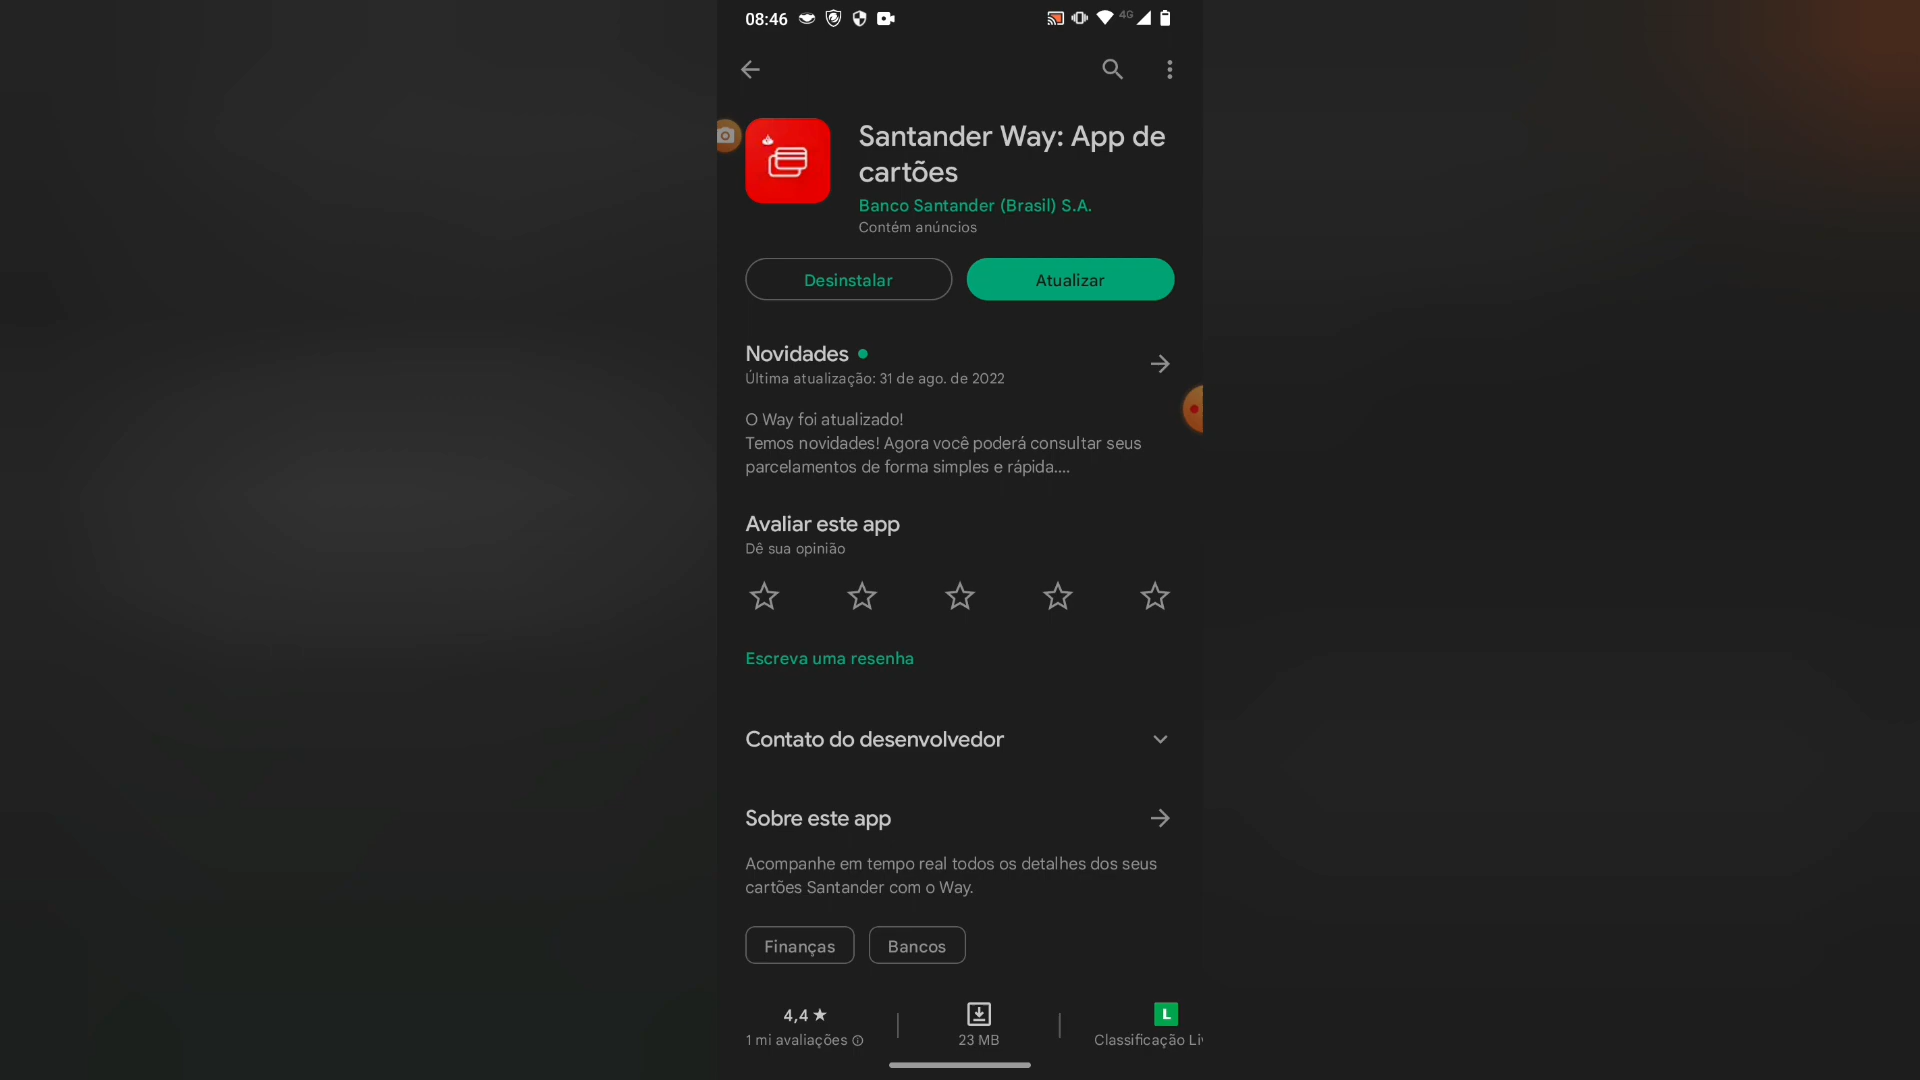 08:46
4G
Santander Way: App de
cartões
Banco Santander (Brasil) S.A.
Contém anúncios
Desinstalar
Atualizar
Novidades
Última atualização: 31 de ago. de 2022
O Way foi atualizado!
Temos novidades! Agora você poderá consultar seus
parcelamentos de forma simples e rápida....
Avaliar este app
Dê sua opinião
Escreva uma resenha
Contato do desenvolvedor
Sobre este app
Acompanhe em tempo real todos os detalhes dos seus
cartões Santander com o Way.
Finanças
Bancos
4,4 ★
1 mi avaliações
23 MB
L
Classificação